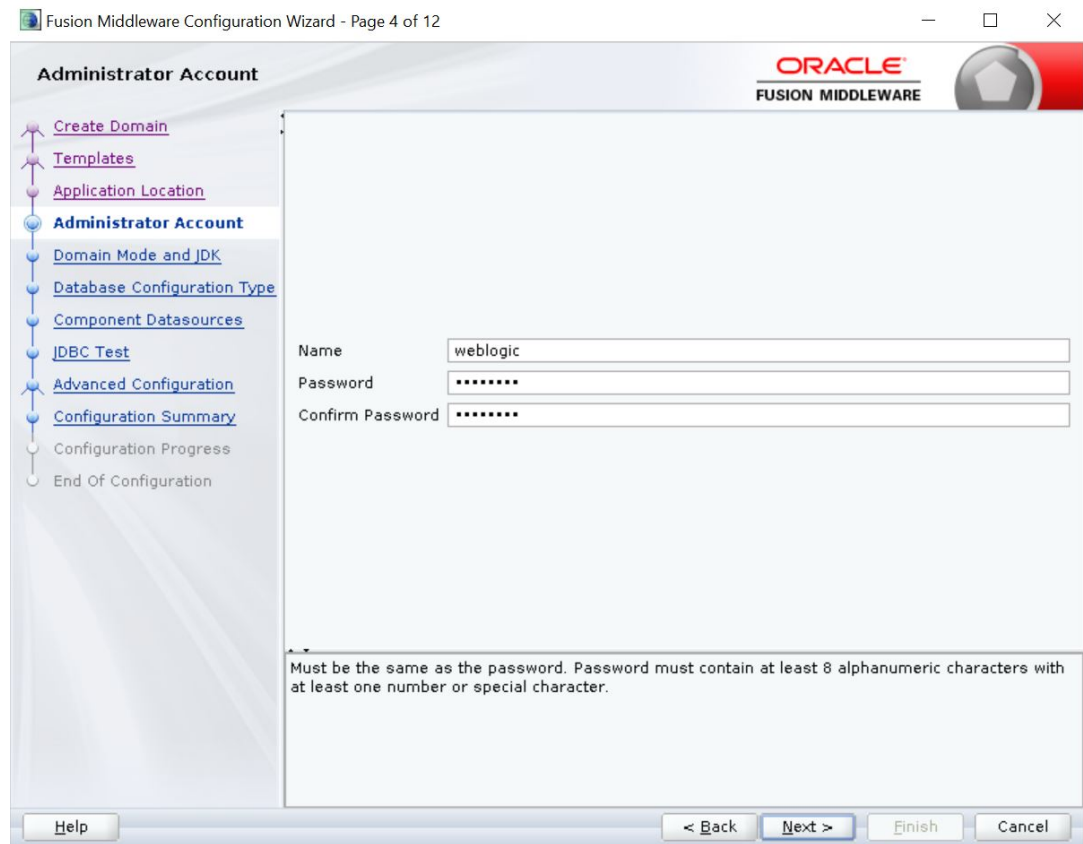 Fusion Middleware Configuration Wizard - Page 4 of 12
Administrator Account
ORACLE
FUSION MIDDLEWARE
Create Domain
Templates
Application Location
Administrator Account
Domain Mode and JDK
Database Configuration Type
Component Datasources
JDBC Test
Advanced Configuration
Configuration Summary
Configuration Progress
End Of Configuration
Name weblogic
Password ••••••••
Confirm Password ••••••••
Must be the same as the password. Password must contain at least 8 alphanumeric characters with
at least one number or special character.
Help < Back Next > Finish Cancel